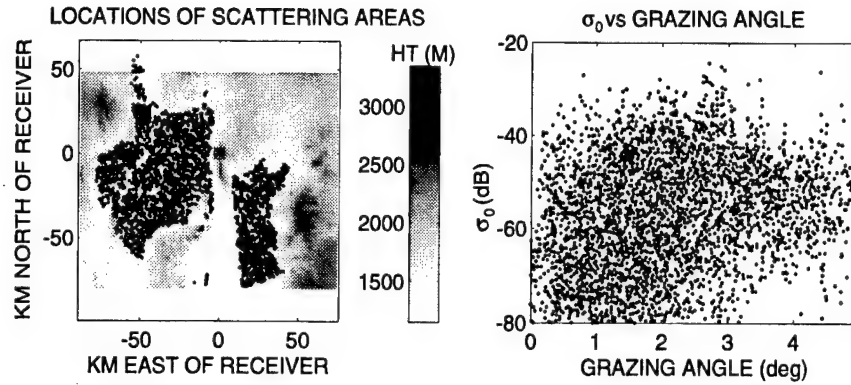 LOCATIONS OF SCATTERING AREAS
KM NORTH OF RECEIVER
50
0
-50
-50
0
50
KM EAST OF RECEIVER
HT (M)
3000
2500
2000
1500
σ0 vs GRAZING ANGLE
σ0 (dB)
-20
-40
-60
-80
0
1
2
3
4
GRAZING ANGLE (deg)